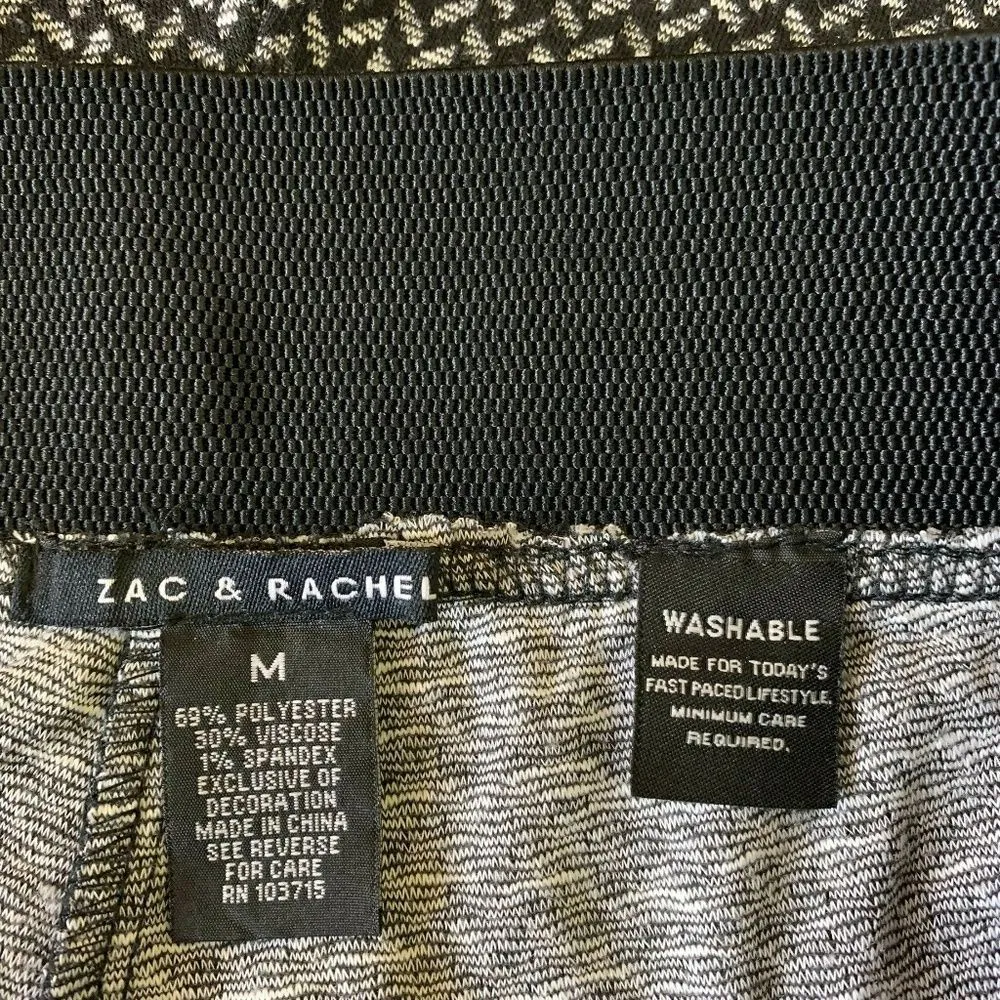 ZAC & RACHEL
M
69% POLYESTER
30% VISCOSE
1% SPANDEX
EXCLUSIVE OF
DECORATION
MADE IN CHINA
SEE REVERSE
FOR CARE
RN 103715
WASHABLE
MADE FOR TODAY'S
FAST PACED LIFESTYLE.
MINIMUM CARE
REQUIRED.